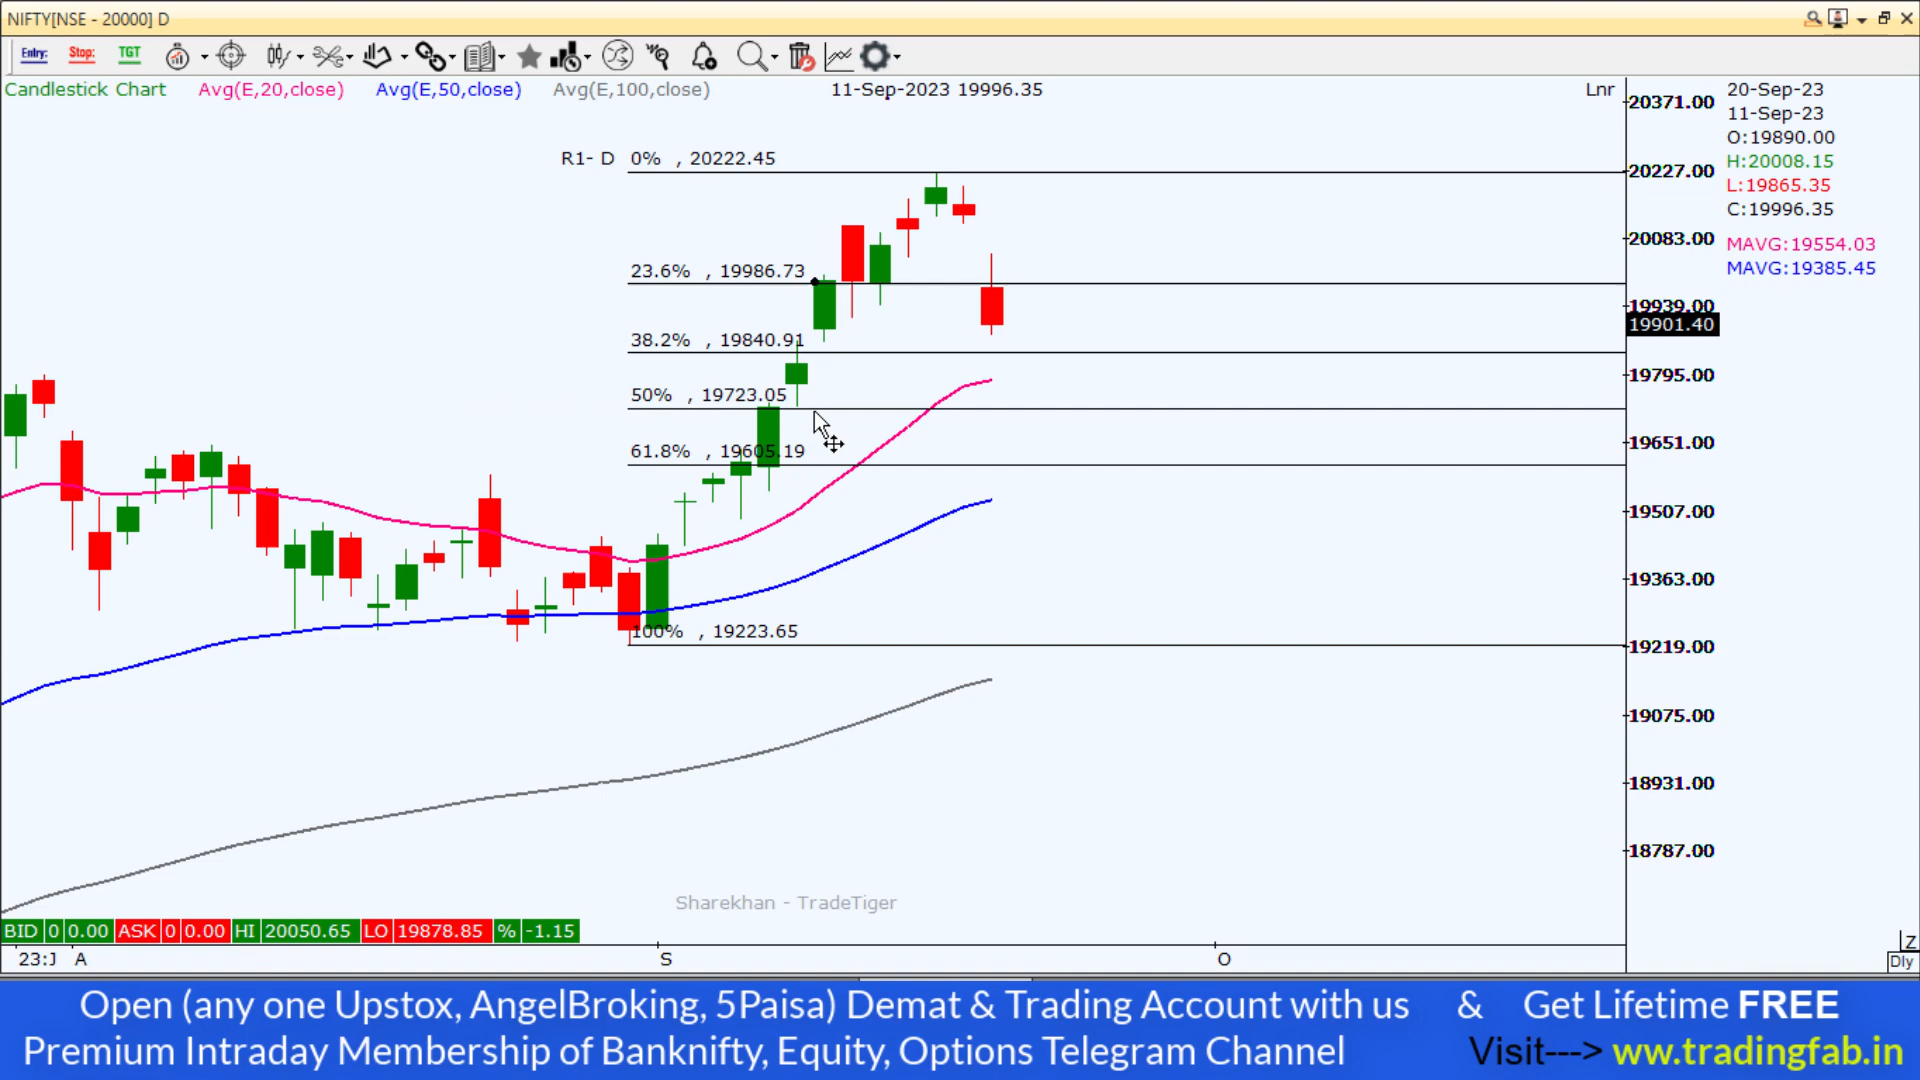 NIFTY[NSE - 20000] D
Entry: Stop: TGT
Candlestick Chart Avg(E,20,close) Avg(E,50,close) Avg(E,100,close) 11-Sep-2023 19996.35 Lnr
20-Sep-23
11-Sep-23
O:19890.00
H:20008.15
L:19865.35
C:19996.35
MAVG:19554.03
MAVG:19385.45
20371.00
20227.00
20083.00
19939.00
19901.40
19795.00
19651.00
19507.00
19363.00
19219.00
19075.00
18931.00
18787.00
R1- D 0% , 20222.45
23.6% , 19986.73
38.2% , 19840.91
50% , 19723.05
61.8% , 19605.19
100% , 19223.65
Sharekhan - TradeTiger
BID 0 0.00 ASK 0 0.00 HI 20050.65 LO 19878.85 % -1.15
23:J A S O
Z
Dly
Open (any one Upstox, AngelBroking, 5Paisa) Demat & Trading Account with us & Get Lifetime FREE
Premium Intraday Membership of Banknifty, Equity, Options Telegram Channel Visit---> ww.tradingfab.in